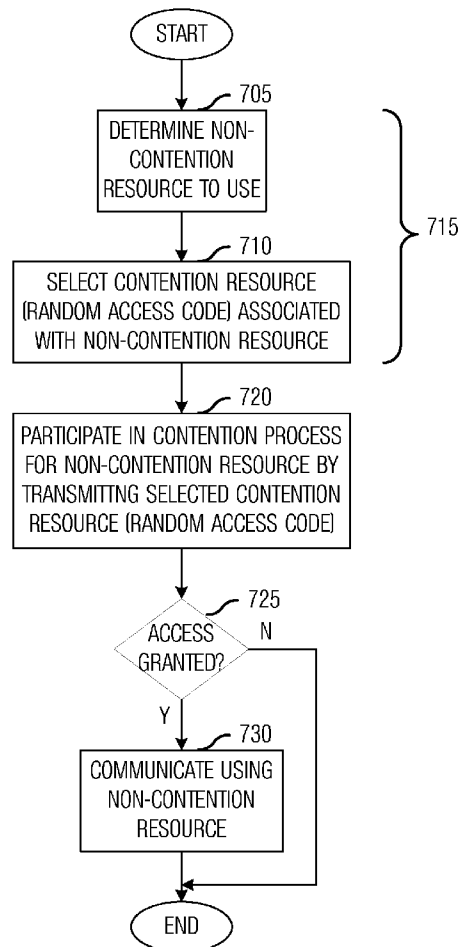 START
705
DETERMINE NON-
CONTENTION
RESOURCE TO USE
715
710
SELECT CONTENTION RESOURCE
(RANDOM ACCESS CODE) ASSOCIATED
WITH NON-CONTENTION RESOURCE
720
PARTICIPATE IN CONTENTION PROCESS
FOR NON-CONTENTION RESOURCE BY
TRANSMITNG SELECTED CONTENTION
RESOURCE (RANDOM ACCESS CODE)
725
ACCESS
GRANTED?
N
Y
730
COMMUNICATE USING
NON-CONTENTION
RESOURCE
END